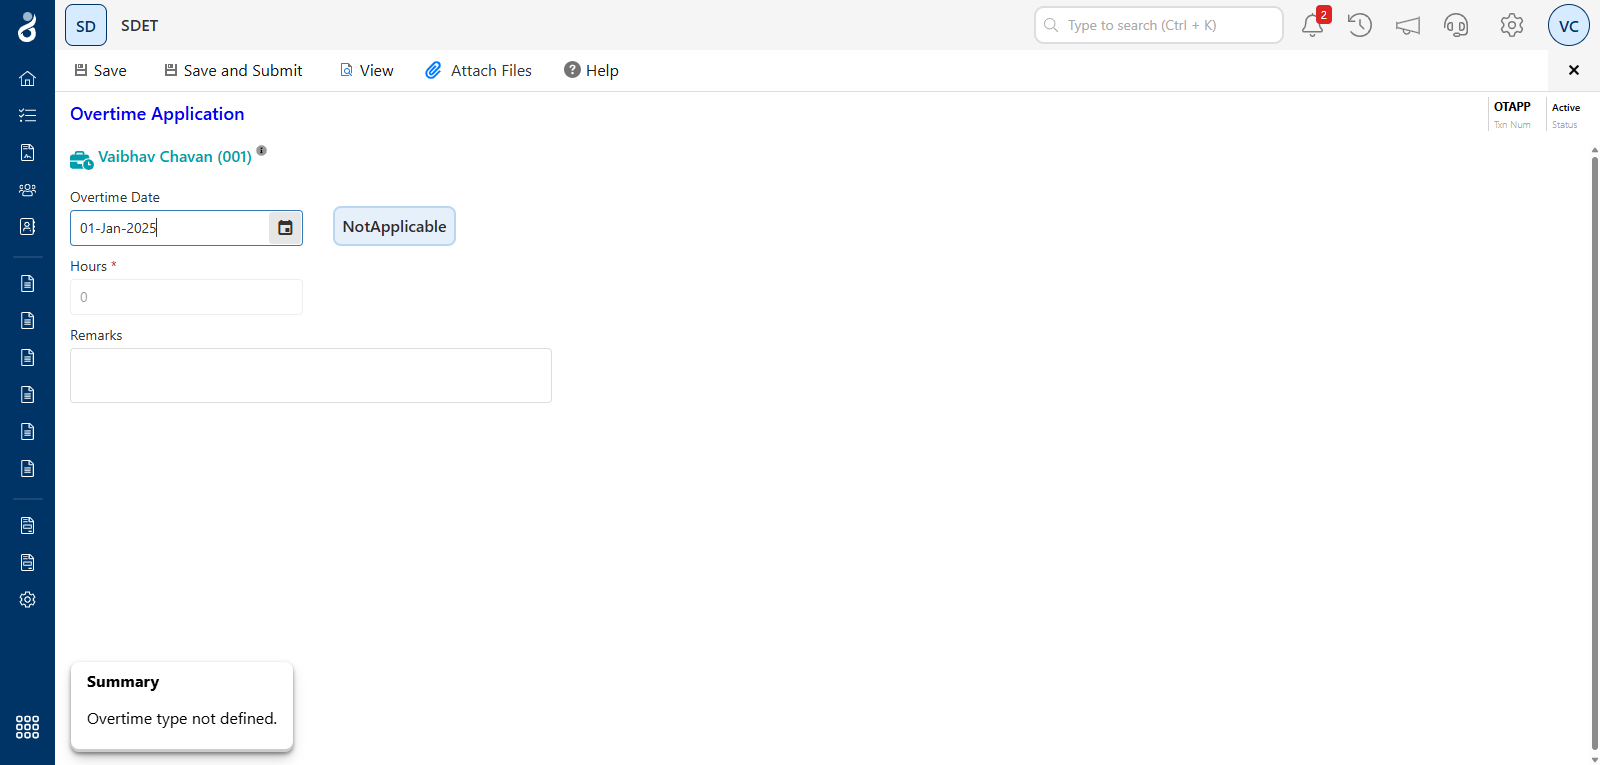 SD
SDET
Type to search (Ctrl + K)
2
VC
Save
Save and Submit
View
Attach Files
Help
Overtime Application
OTAPP
Txn Num
Active
Status
Vaibhav Chavan (001)
Overtime Date
01-Jan-2025
NotApplicable
Hours *
0
Remarks
Summary
Overtime type not defined.